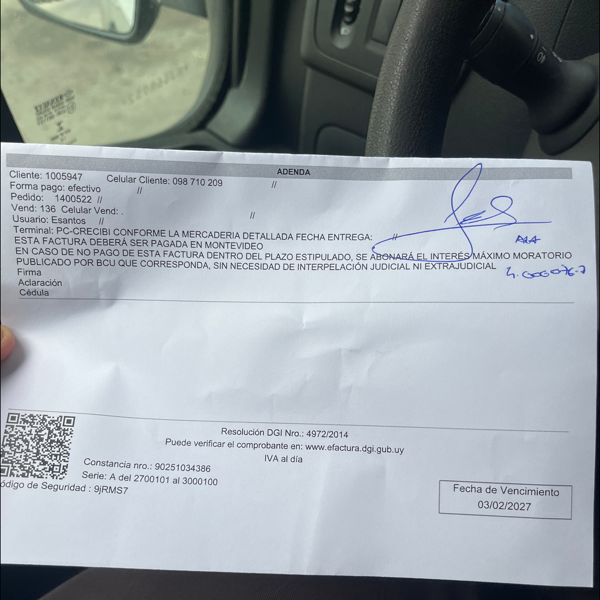 ADENDA
Cliente: 1005947 Celular Cliente: 098 710 209
Forma pago: efectivo // //
Pedido: 1400522 //
Vend: 136 Celular Vend: . //
Usuario: Esantos //
Terminal: PC-CRECIBI CONFORME LA MERCADERIA DETALLADA FECHA ENTREGA: //
ESTA FACTURA DEBERÁ SER PAGADA EN MONTEVIDEO
EN CASO DE NO PAGO DE ESTA FACTURA DENTRO DEL PLAZO ESTIPULADO, SE ABONARÁ EL INTERÉS MÁXIMO MORATORIO
PUBLICADO POR BCU QUE CORRESPONDA, SIN NECESIDAD DE INTERPELACIÓN JUDICIAL NI EXTRAJUDICIAL
4.000076-7
Firma
Aclaración
Cédula
Resolución DGI Nro.: 4972/2014
Puede verificar el comprobante en: www.efactura.dgi.gub.uy
IVA al día
Constancia nro.: 90251034386
Serie: A del 2700101 al 3000100
ódigo de Seguridad : 9jRMS7
Fecha de Vencimiento
03/02/2027